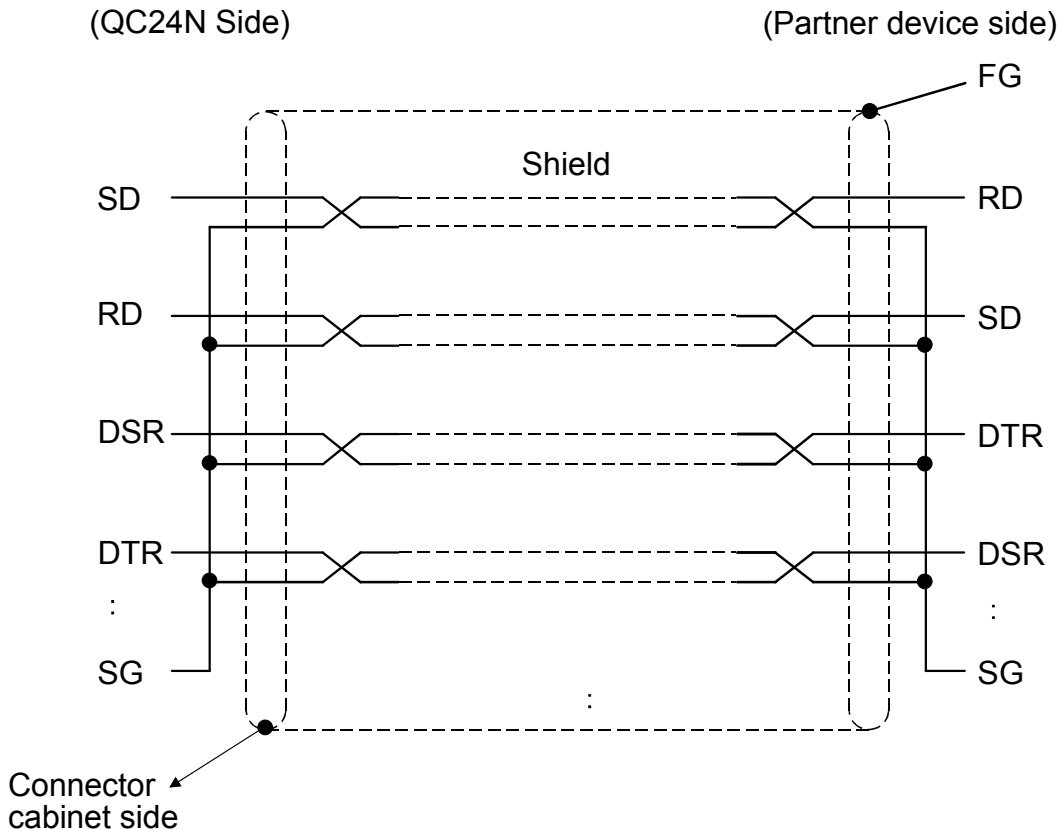 (QC24N Side)
(Partner device side)
FG
Shield
SD
RD
RD
SD
DSR
DTR
DTR
DSR
:
:
SG
SG
:
Connector
cabinet side